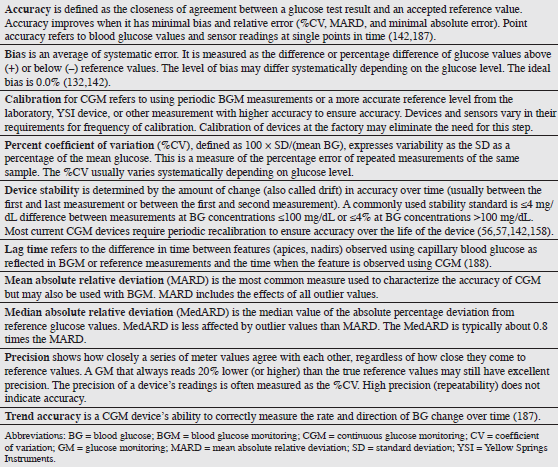 Accuracy is defined as the closeness of agreement between a glucose test result and an accepted reference value.
Accuracy improves when it has minimal bias and relative error (%CV, MARD, and minimal absolute error). Point
accuracy refers to blood glucose values and sensor readings at single points in time (142,187).
Bias is an average of systematic error. It is measured as the difference or percentage difference of glucose values above
(+) or below (–) reference values. The level of bias may differ systematically depending on the glucose level. The ideal
bias is 0.0% (132,142).
Calibration for CGM refers to using periodic BGM measurements or a more accurate reference level from the
laboratory, YSI device, or other measurement with higher accuracy to ensure accuracy. Devices and sensors vary in their
requirements for frequency of calibration. Calibration of devices at the factory may eliminate the need for this step.
Percent coefficient of variation (%CV), defined as 100 × SD/(mean BG), expresses variability as the SD as a
percentage of the mean glucose. This is a measure of the percentage error of repeated measurements of the same
sample. The %CV usually varies systematically depending on glucose level.
Device stability is determined by the amount of change (also called drift) in accuracy over time (usually between the
first and last measurement or between the first and second measurement). A commonly used stability standard is ≤4 mg/
dL difference between measurements at BG concentrations ≤100 mg/dL or ≤4% at BG concentrations >100 mg/dL.
Most current CGM devices require periodic recalibration to ensure accuracy over the life of the device (56,57,142,158).
Lag time refers to the difference in time between features (apices, nadirs) observed using capillary blood glucose as
reflected in BGM or reference measurements and the time when the feature is observed using CGM (188).
Mean absolute relative deviation (MARD) is the most common measure used to characterize the accuracy of CGM
but may also be used with BGM. MARD includes the effects of all outlier values.
Median absolute relative deviation (MedARD) is the median value of the absolute percentage deviation from
reference glucose values. MedARD is less affected by outlier values than MARD. The MedARD is typically about 0.8
times the MARD.
Precision shows how closely a series of meter values agree with each other, regardless of how close they come to
reference values. A GM that always reads 20% lower (or higher) than the true reference values may still have excellent
precision. The precision of a device's readings is often measured as the %CV. High precision (repeatability) does not
indicate accuracy.
Trend accuracy is a CGM device's ability to correctly measure the rate and direction of BG change over time (187).
Abbreviations: BG = blood glucose; BGM = blood glucose monitoring; CGM = continuous glucose monitoring; CV = coefficient
of variation; GM = glucose monitoring; MARD = mean absolute relative deviation; SD = standard deviation; YSI = Yellow Springs
Instruments.